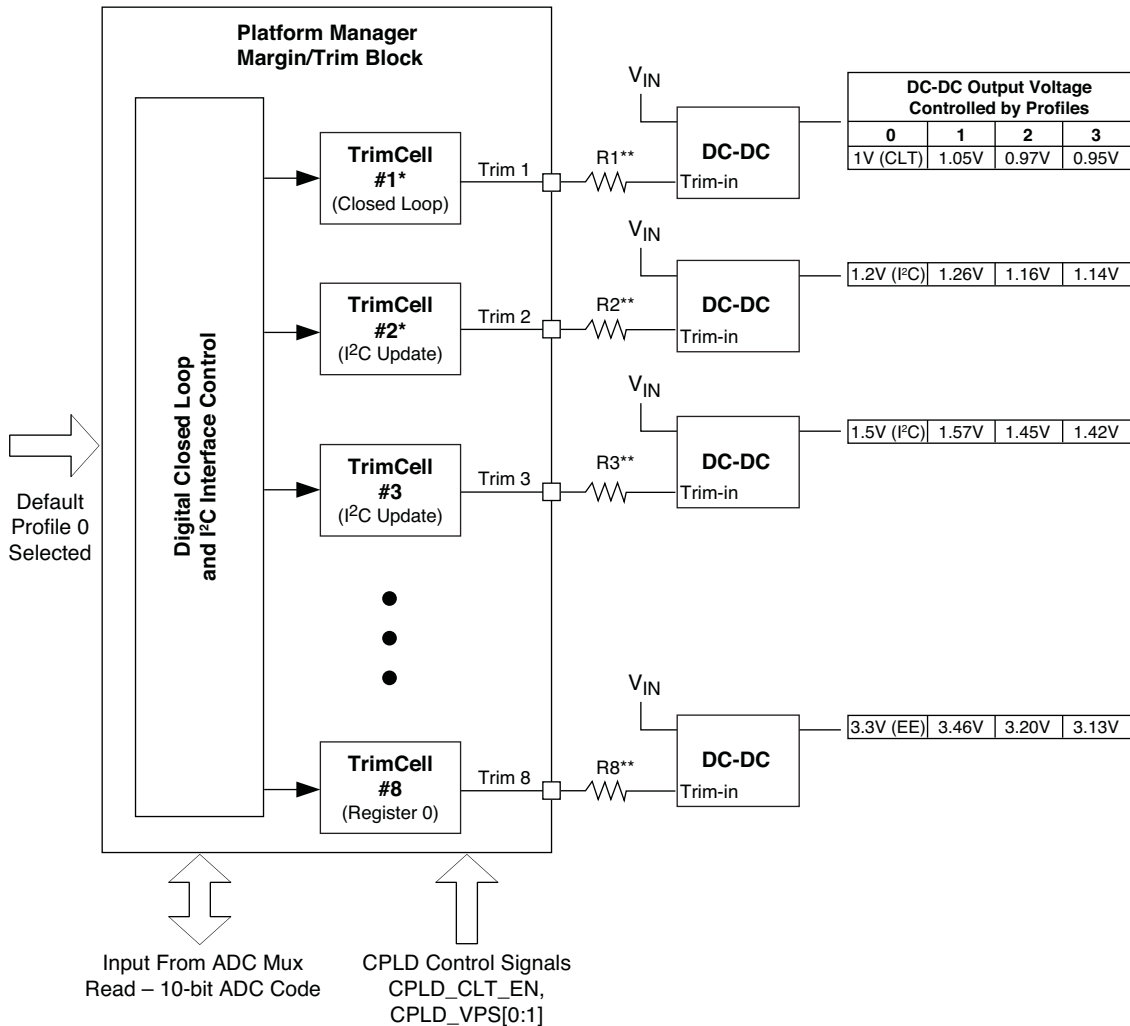 Platform Manager
Margin/Trim Block
Digital Closed Loop
and I²C Interface Control
Default
Profile 0
Selected
TrimCell
#1*
(Closed Loop)
Trim 1
R1**
V_IN
DC-DC
Trim-in
DC-DC Output Voltage
Controlled by Profiles
0 1 2 3
1V (CLT) 1.05V 0.97V 0.95V
TrimCell
#2*
(I²C Update)
Trim 2
R2**
V_IN
DC-DC
Trim-in
1.2V (I²C) 1.26V 1.16V 1.14V
TrimCell
#3
(I²C Update)
Trim 3
R3**
V_IN
DC-DC
Trim-in
1.5V (I²C) 1.57V 1.45V 1.42V
TrimCell
#8
(Register 0)
Trim 8
R8**
V_IN
DC-DC
Trim-in
3.3V (EE) 3.46V 3.20V 3.13V
Input From ADC Mux
Read – 10-bit ADC Code
CPLD Control Signals
CPLD_CLT_EN,
CPLD_VPS[0:1]